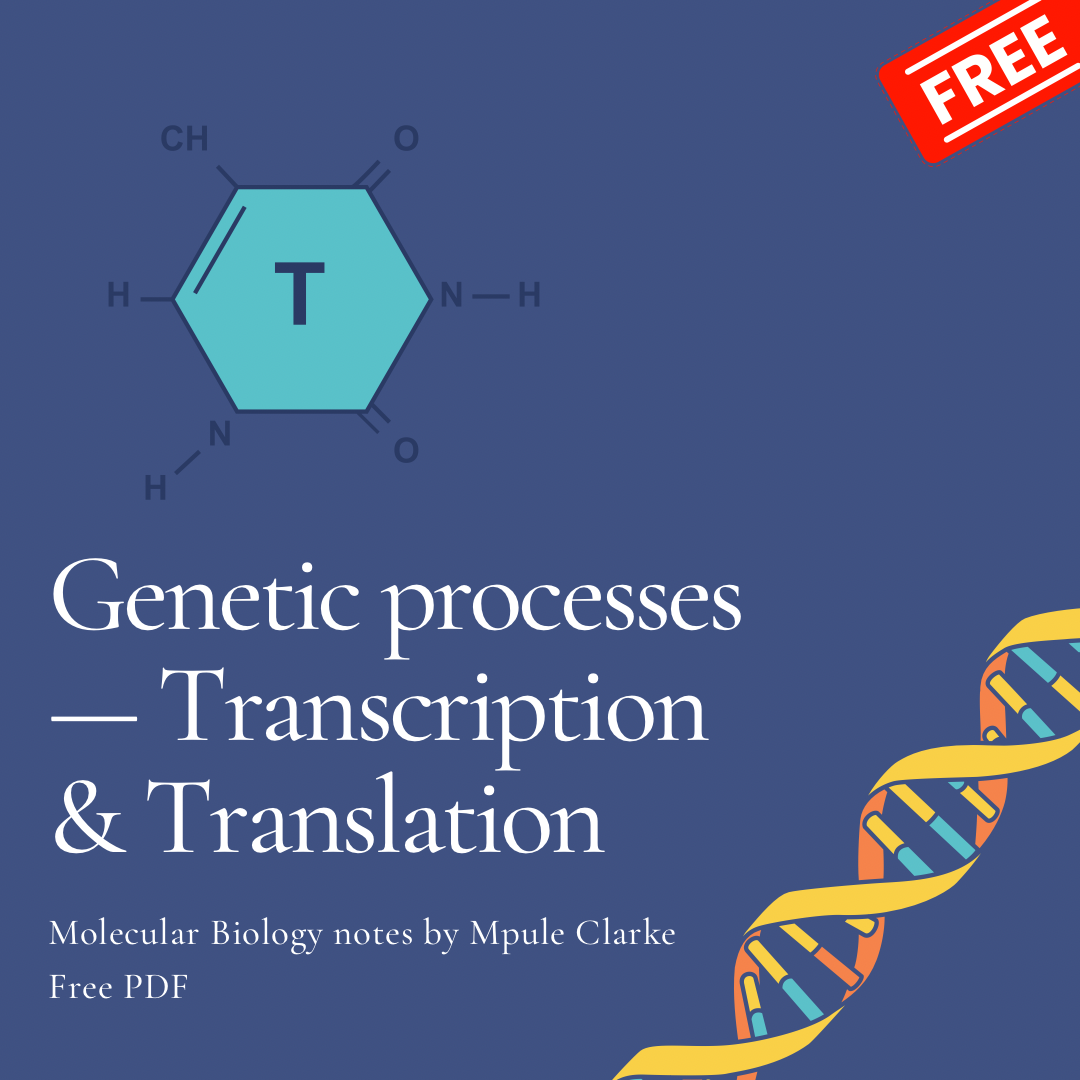 FREE
CH
O
H
T
N
H
N
O
H
Genetic processes
— Transcription
& Translation
Molecular Biology notes by Mpule Clarke
Free PDF